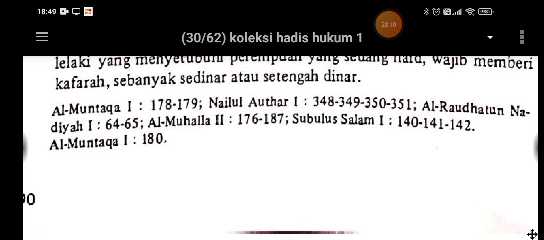 18:49
28:10
(30/62) koleksi hadis hukum 1
lelaki yang menyetubuhi perempuan yang sedang haid, wajib memberi
kafarah, sebanyak sedinar atau setengah dinar.
Al-Muntaqa I : 178-179; Nailul Authar I : 348-349-350-351; Al-Raudhatun Na-
diyah I : 64-65; Al-Muhalla II : 176-187; Subulus Salam I : 140-141-142.
Al-Muntaqa I : 180.
90